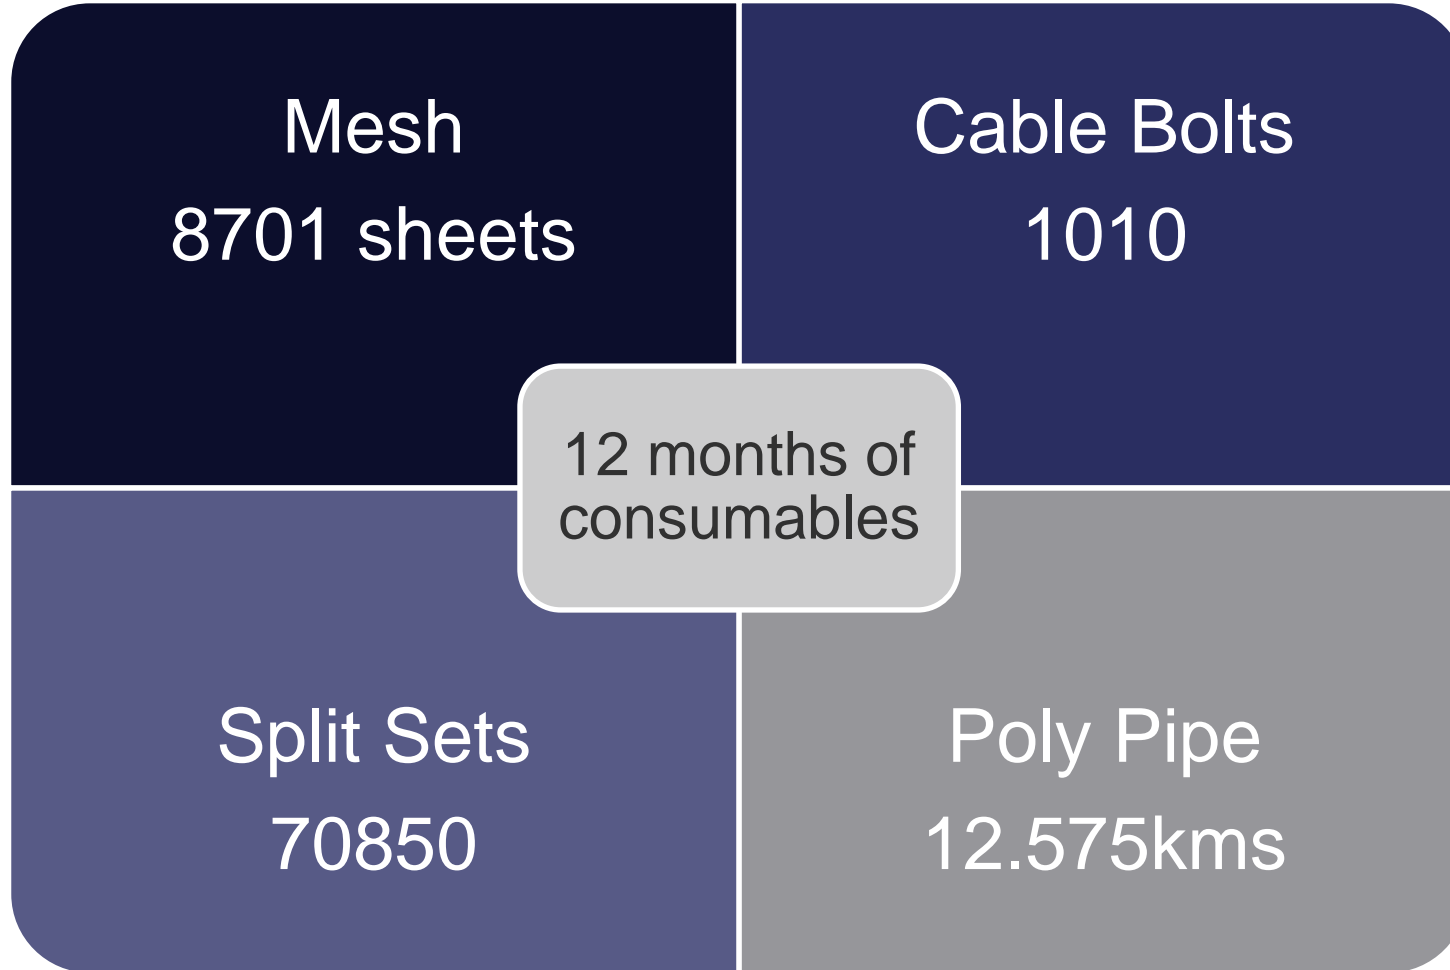 Mesh
8701 sheets
Cable Bolts
1010
12 months of
consumables
Split Sets
70850
Poly Pipe
12.575kms